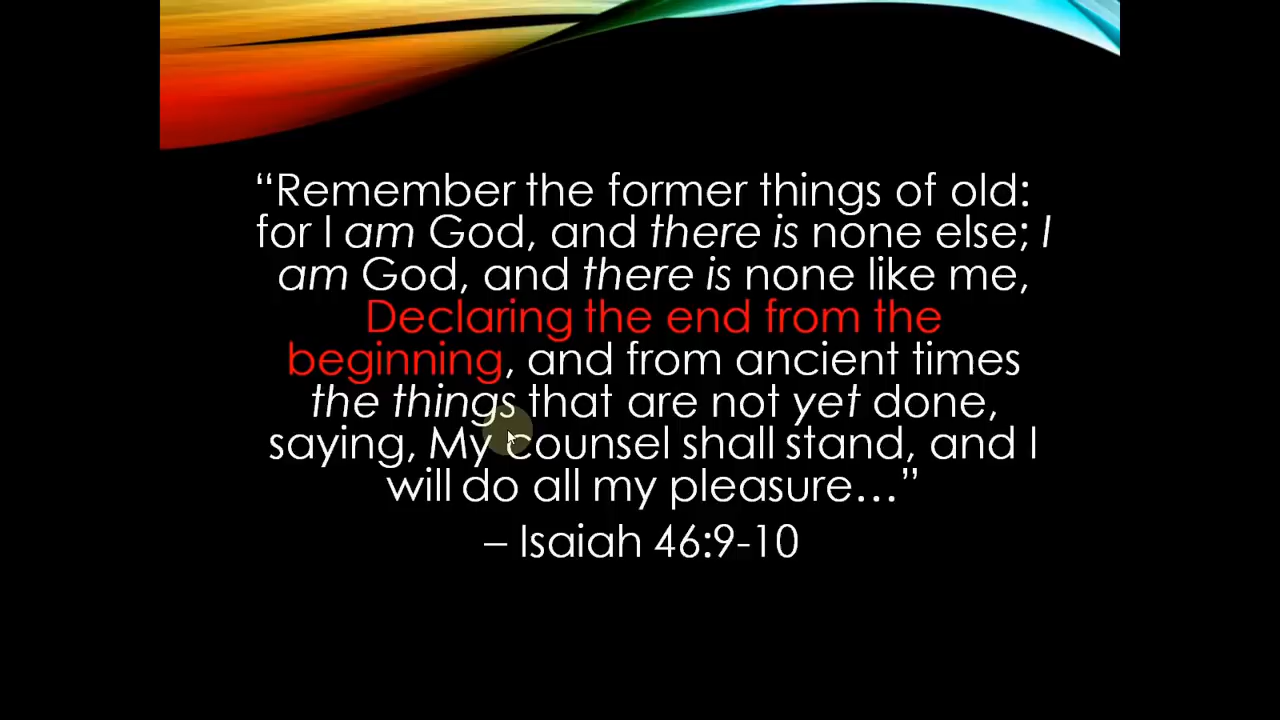 “Remember the former things of old:
for I am God, and there is none else; I
am God, and there is none like me,
Declaring the end from the
beginning, and from ancient times
the things that are not yet done,
saying, My counsel shall stand, and I
will do all my pleasure…”
– Isaiah 46:9-10